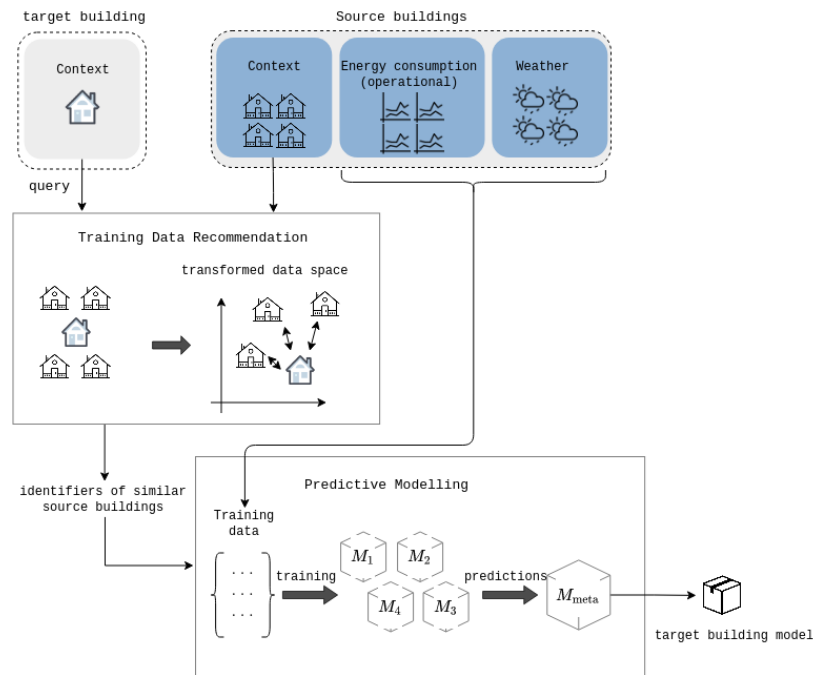 target building
Source buildings
Context
Context
Energy consumption
(operational)
Weather
query
Training Data Recommendation
transformed data space
identifiers of similar
source buildings
Predictive Modelling
Training
data
. . .
. . .
. . .
training
M1
M2
M4
M3
predictions
Mmeta
target building model